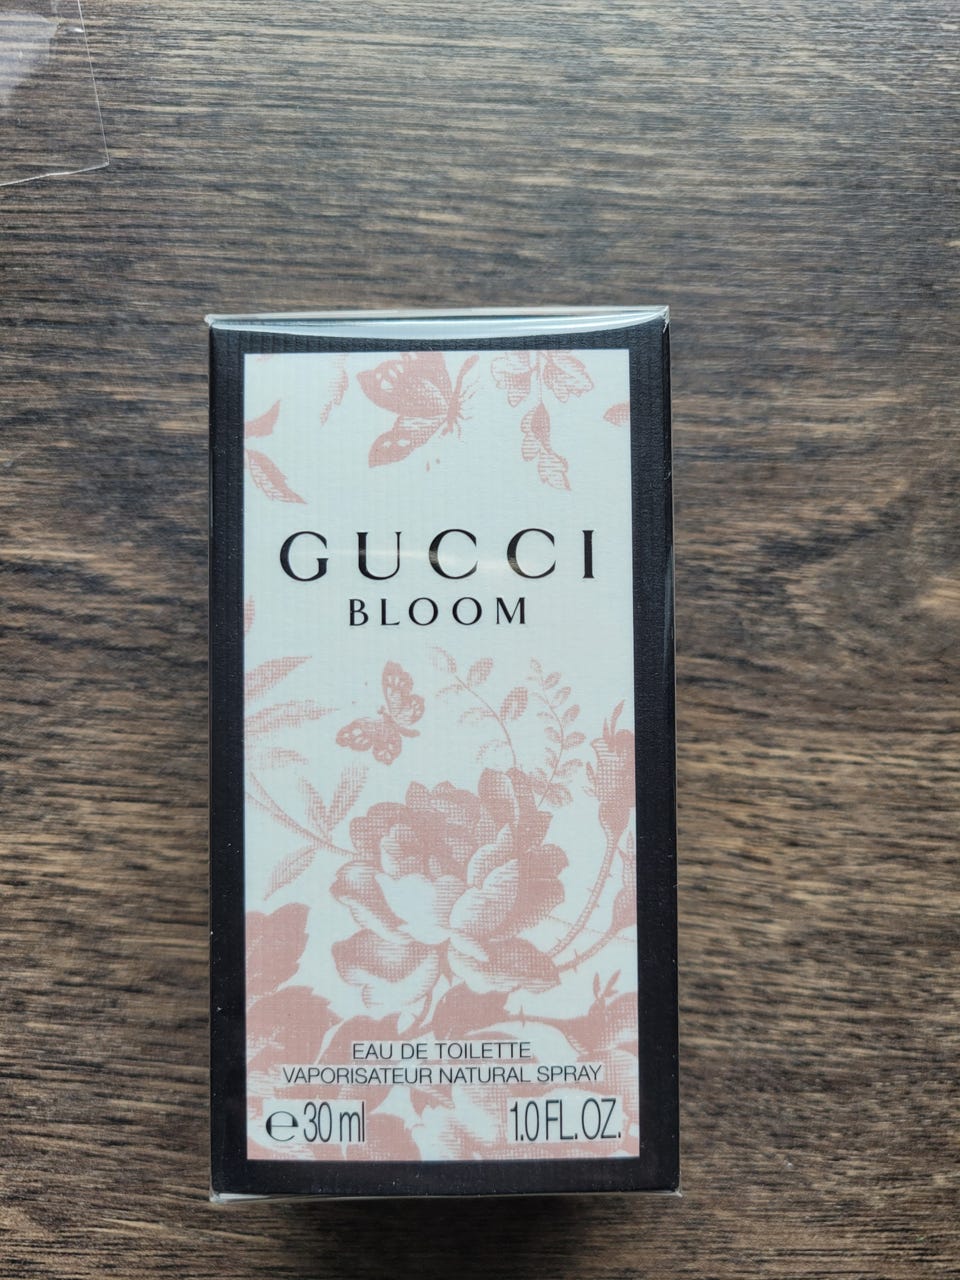 GUCCI
BLOOM
EAU DE TOILETTE
VAPORISATEUR NATURAL SPRAY
℮ 30 ml 1.0 FL. OZ.